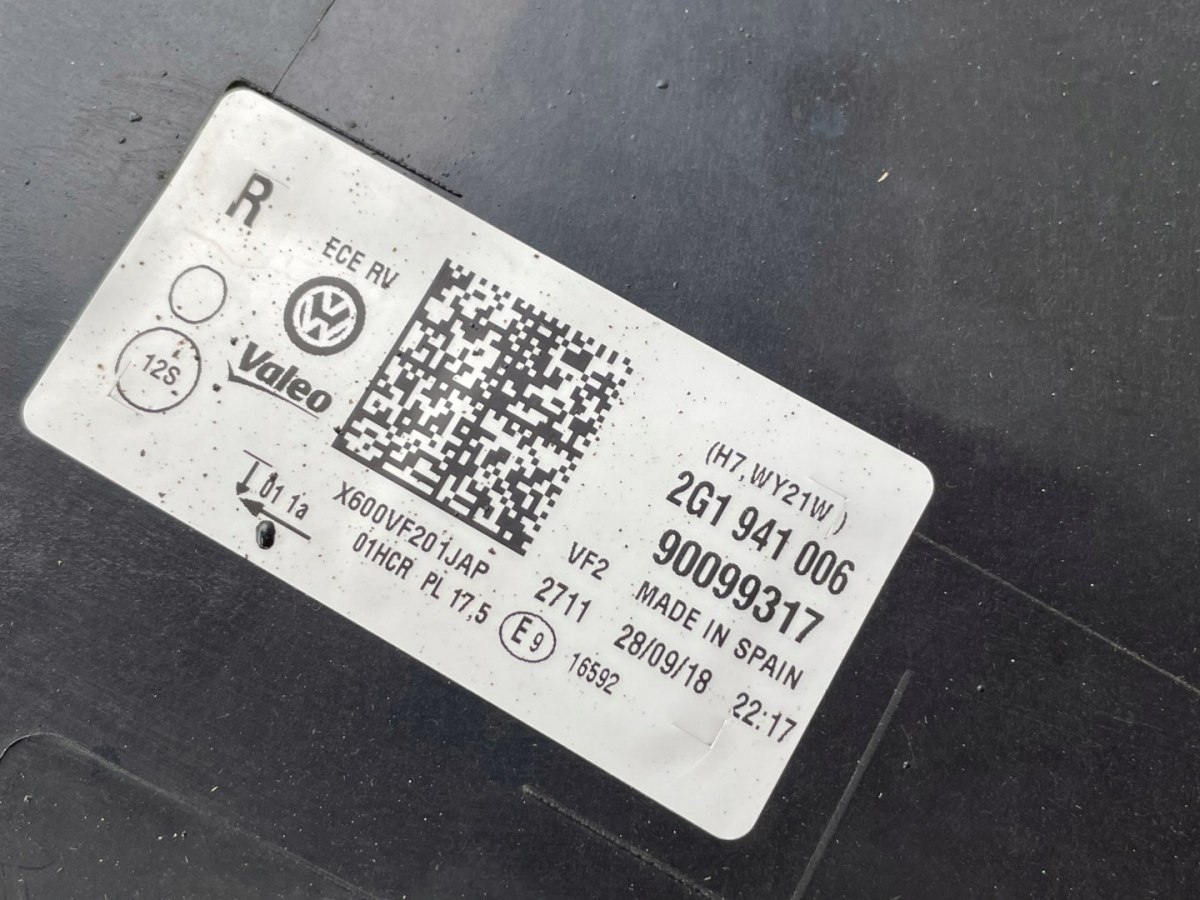 R
ECE RV
VW
Valeo
12S
01 1a
X600VF201JAP
01HCR PL 17,5
E9
16592
(H7,WY21W)
2G1 941 006
90099317
VF2
MADE IN SPAIN
2711
28/09/18 22:17